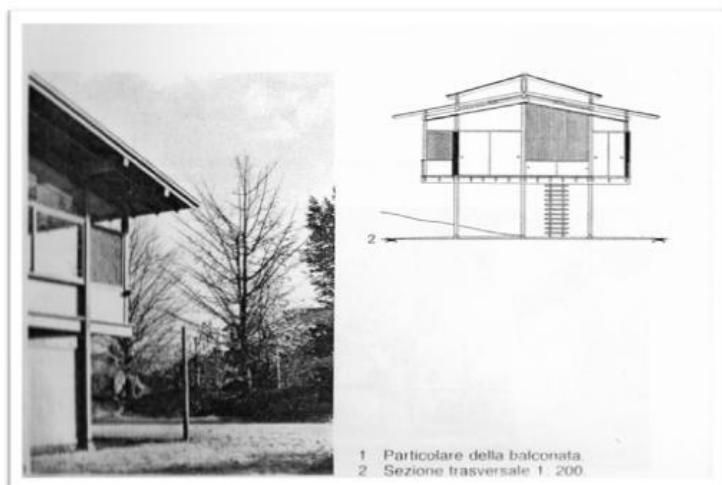 2
1 Particolare della balconata.
2 Sezione trasversale 1: 200.